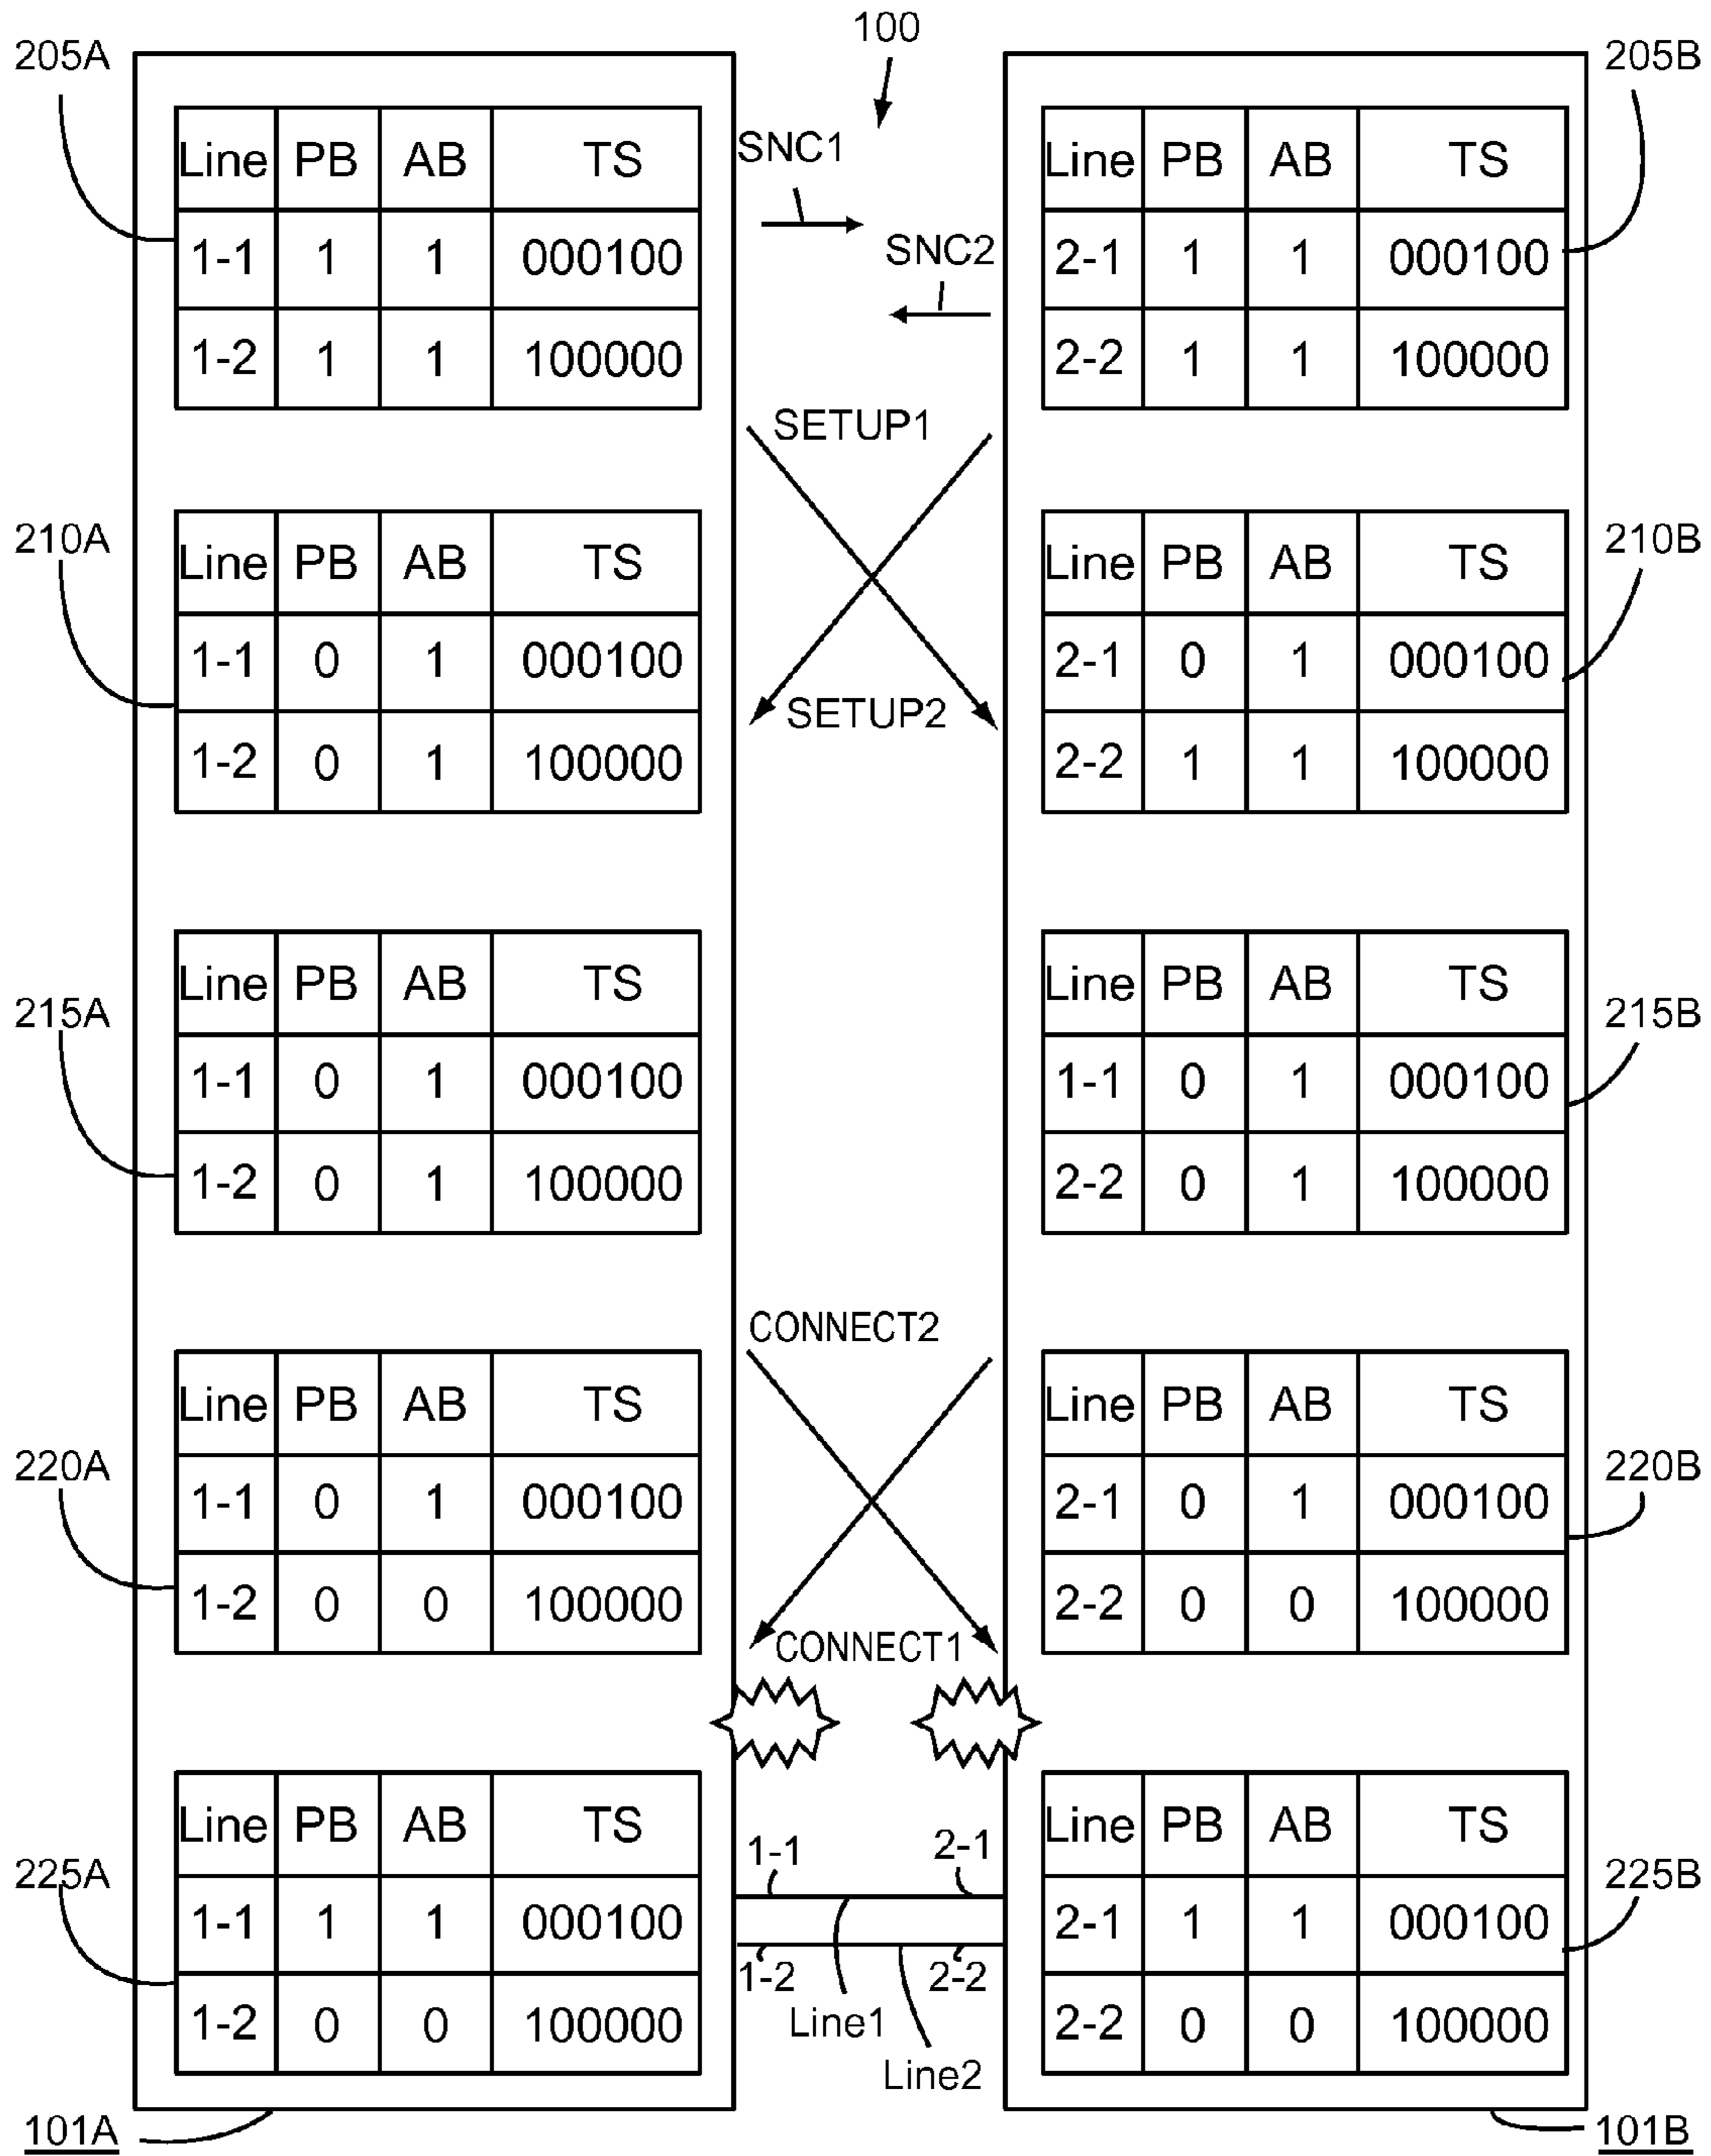 100
205A
205B
Line PB AB TS
1-1 1 1 000100
1-2 1 1 100000
SNC1
SNC2
Line PB AB TS
2-1 1 1 000100
2-2 1 1 100000
SETUP1
210A
210B
Line PB AB TS
1-1 0 1 000100
1-2 0 1 100000
SETUP2
Line PB AB TS
2-1 0 1 000100
2-2 1 1 100000
215A
215B
Line PB AB TS
1-1 0 1 000100
1-2 0 1 100000
Line PB AB TS
1-1 0 1 000100
2-2 0 1 100000
CONNECT2
220A
220B
Line PB AB TS
1-1 0 1 000100
1-2 0 0 100000
Line PB AB TS
2-1 0 1 000100
2-2 0 0 100000
CONNECT1
225A
225B
Line PB AB TS
1-1 1 1 000100
1-2 0 0 100000
1-1
2-1
1-2
2-2
Line1
Line2
Line PB AB TS
2-1 1 1 000100
2-2 0 0 100000
101A
101B